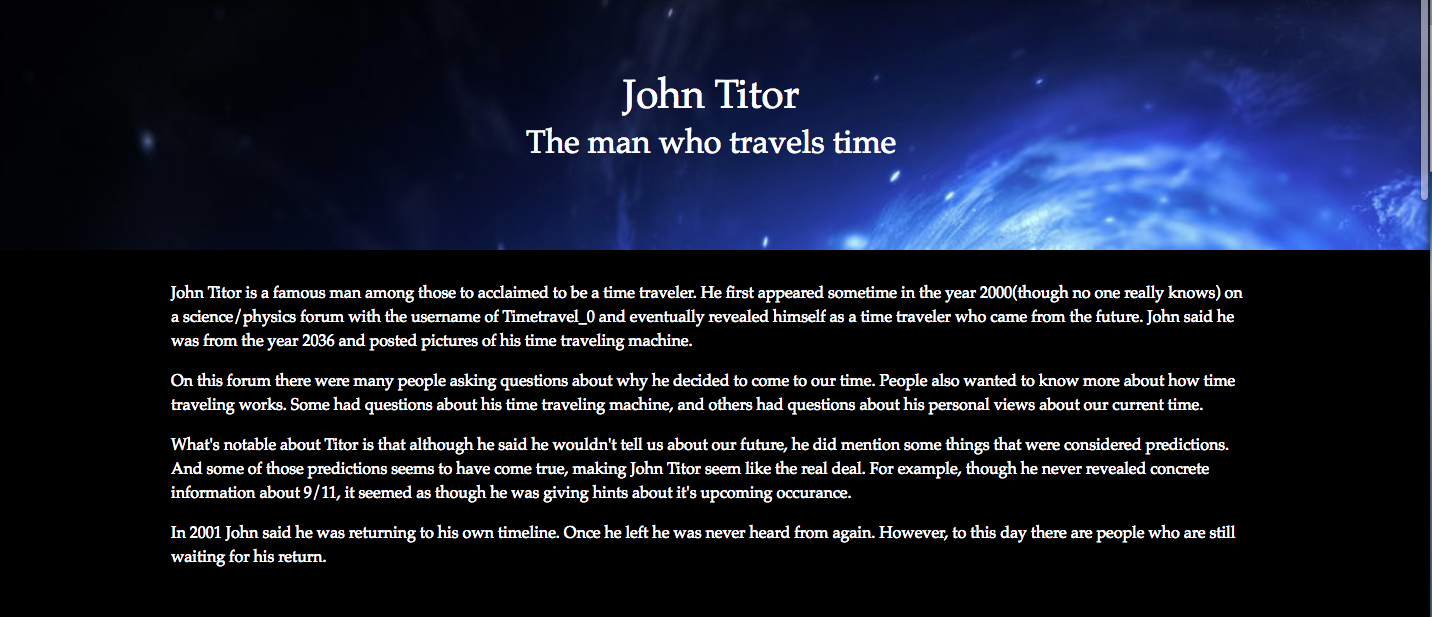 John Titor
The man who travels time
John Titor is a famous man among those to acclaimed to be a time traveler. He first appeared sometime in the year 2000(though no one really knows) on
a science/physics forum with the username of Timetravel_0 and eventually revealed himself as a time traveler who came from the future. John said he
was from the year 2036 and posted pictures of his time traveling machine.
On this forum there were many people asking questions about why he decided to come to our time. People also wanted to know more about how time
traveling works. Some had questions about his time traveling machine, and others had questions about his personal views about our current time.
What's notable about Titor is that although he said he wouldn't tell us about our future, he did mention some things that were considered predictions.
And some of those predictions seems to have come true, making John Titor seem like the real deal. For example, though he never revealed concrete
information about 9/11, it seemed as though he was giving hints about it's upcoming occurance.
In 2001 John said he was returning to his own timeline. Once he left he was never heard from again. However, to this day there are people who are still
waiting for his return.